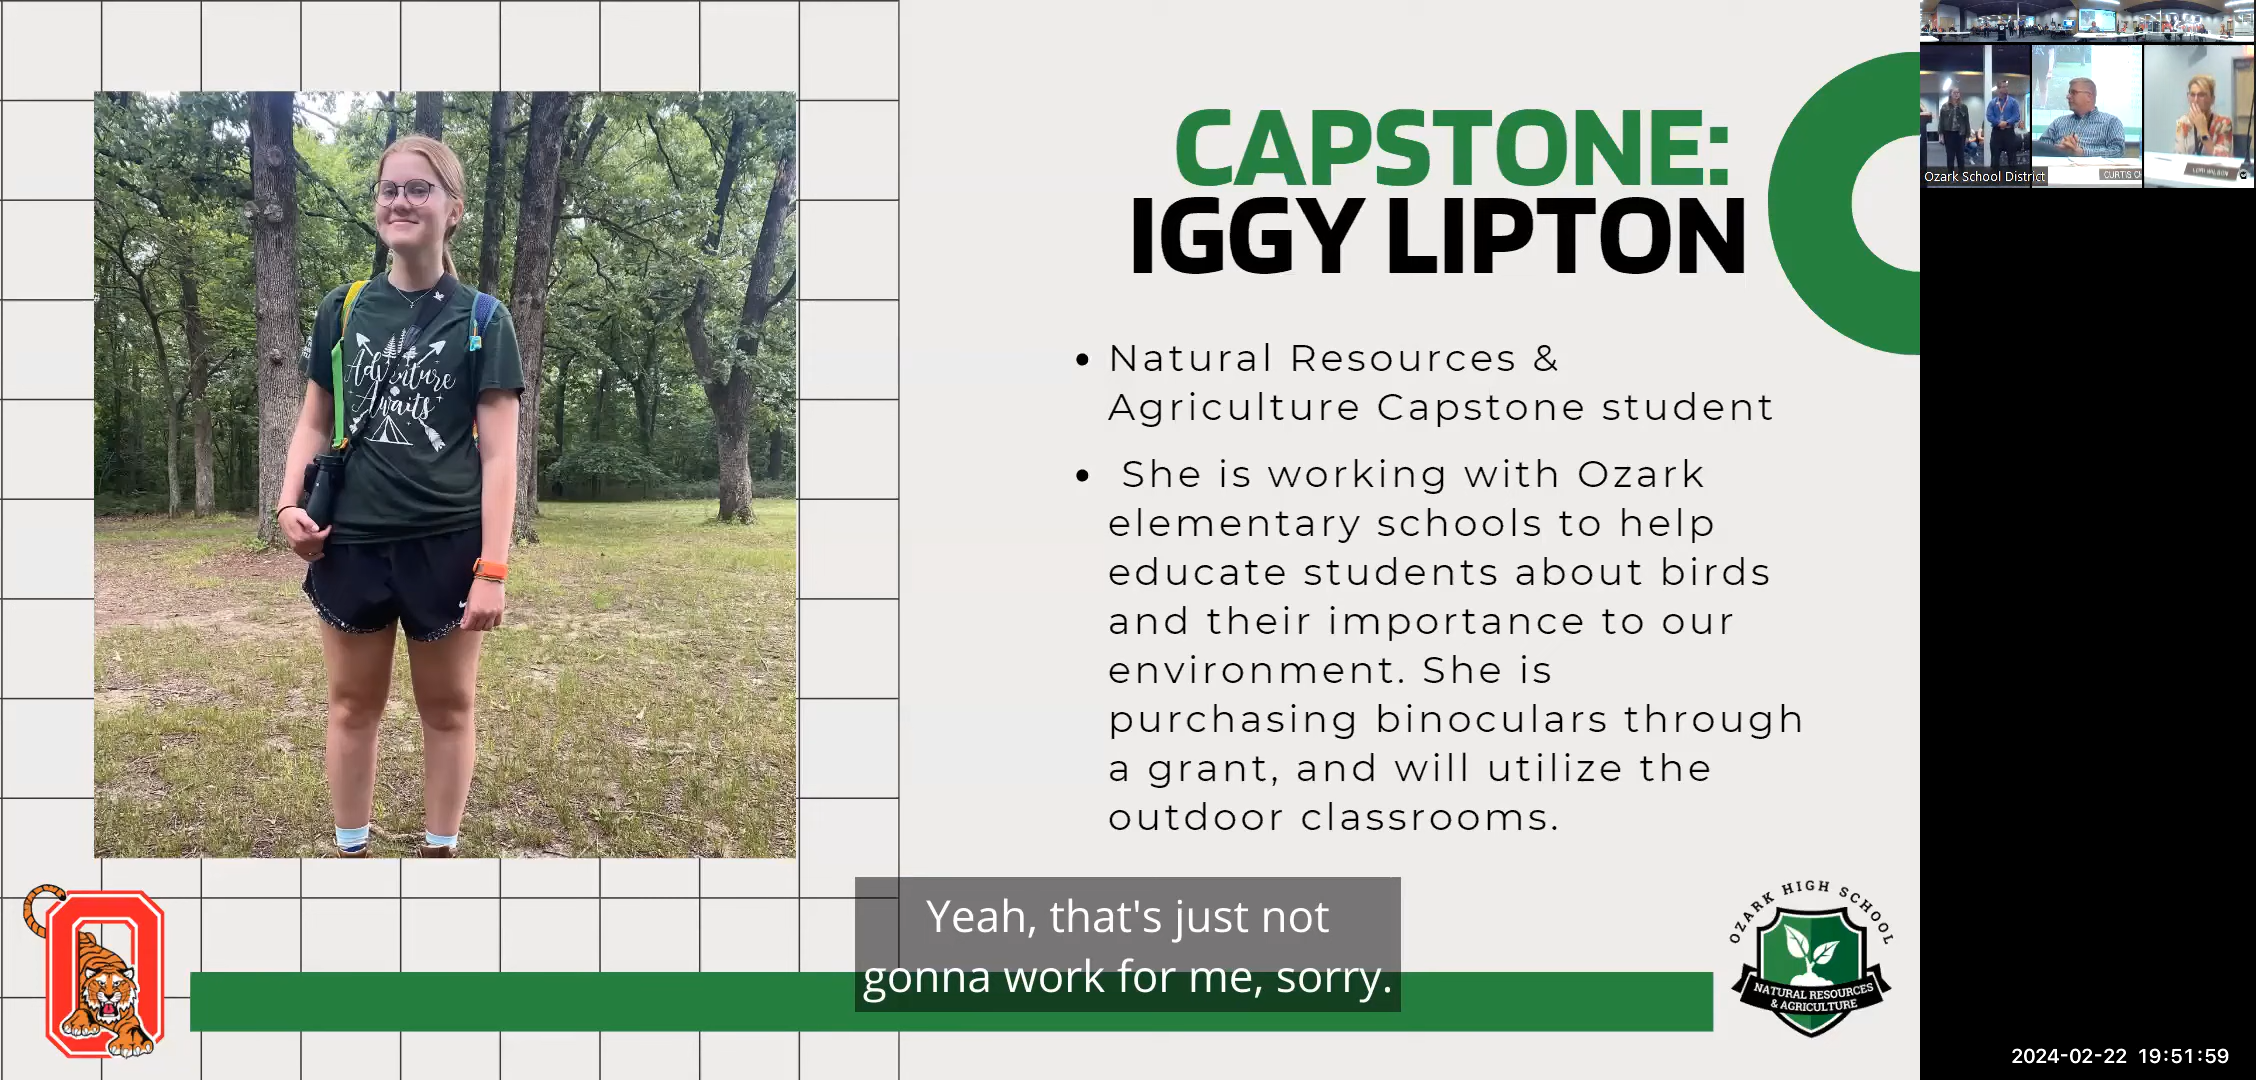 CAPSTONE:
IGGY LIPTON
Natural Resources &
Agriculture Capstone student
She is working with Ozark
elementary schools to help
educate students about birds
and their importance to our
environment. She is
purchasing binoculars through
a grant, and will utilize the
outdoor classrooms.
Adventure
Awaits
Yeah, that's just not
gonna work for me, sorry.
OZARK HIGH SCHOOL
NATURAL RESOURCES
& AGRICULTURE
Ozark School District
CURTIS
2024-02-22 19:51:59